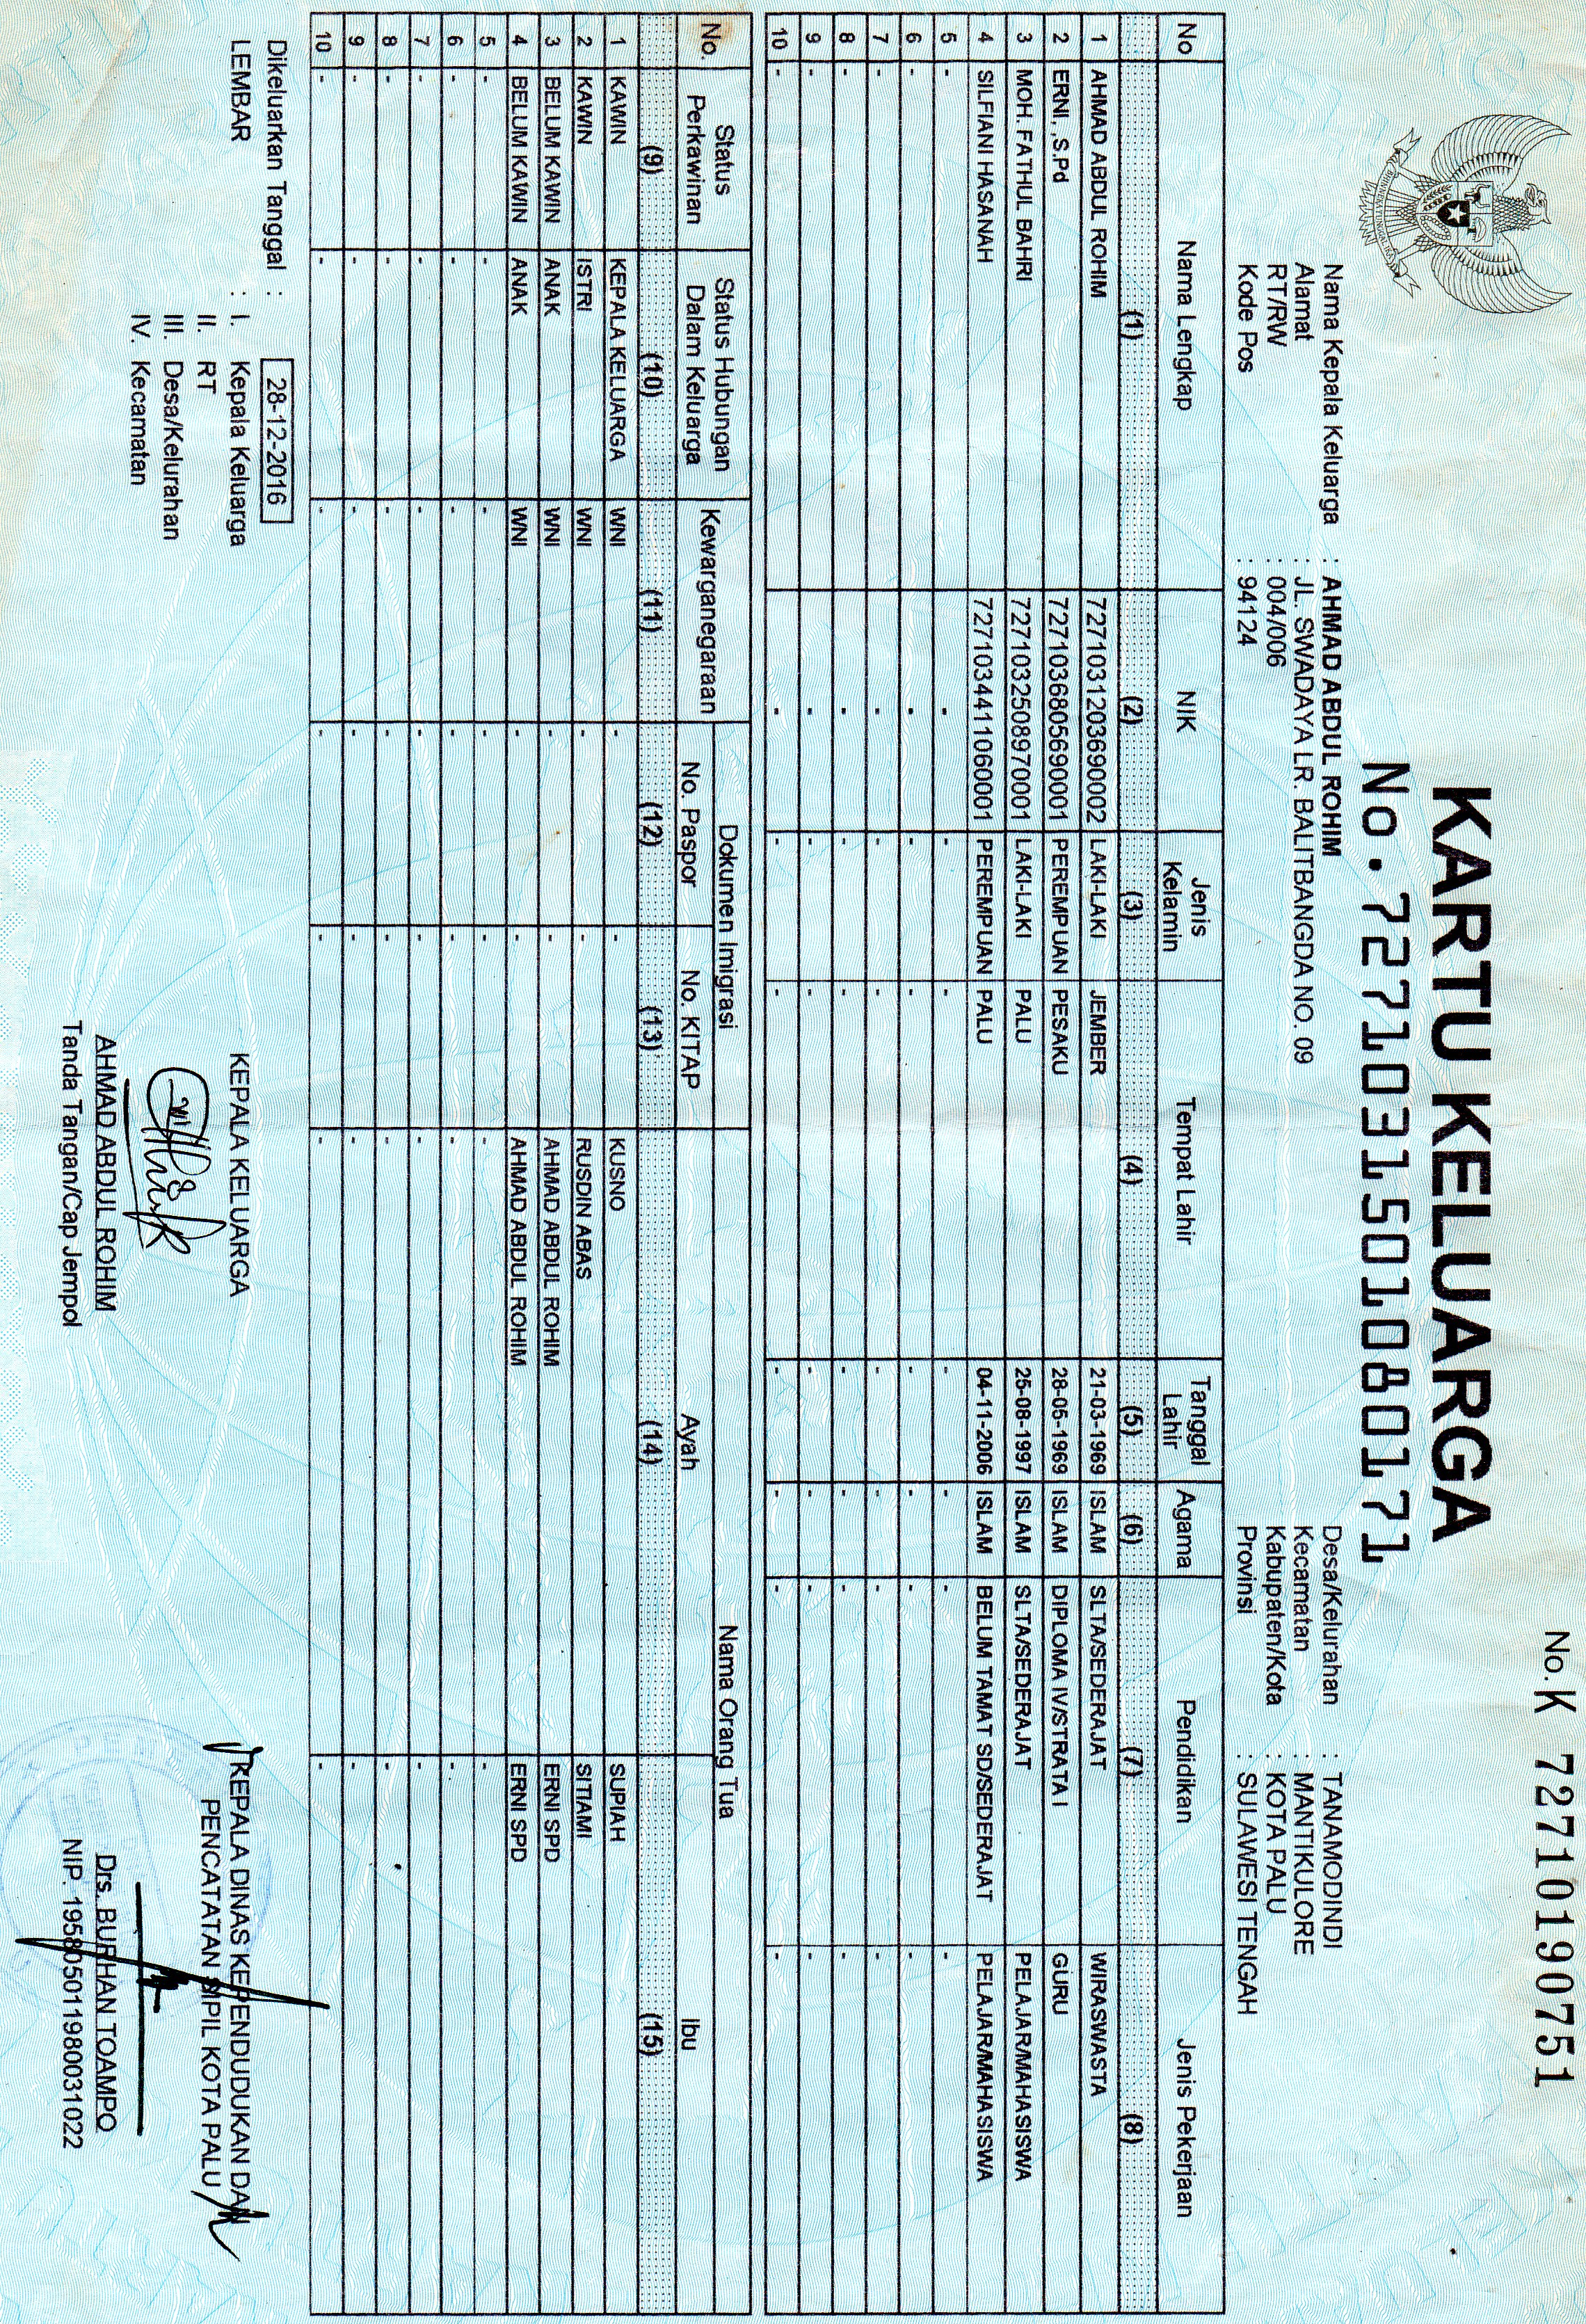 No. K 72710190751
BHINNEKA TUNGGAL IKA
KARTU KELUARGA
No.7271031501080171
Nama Kepala Keluarga : AHMAD ABDUL ROHIM Desa/Kelurahan : TANAMODINDI
Alamat : JL. SWADAYA LR. BALITBANGDA NO. 09 Kecamatan : MANTIKULORE
RT/RW : 004/006 Kabupaten/Kota : KOTA PALU
Kode Pos : 94124 Provinsi : SULAWESI TENGAH
No Nama Lengkap NIK Jenis Kelamin Tempat Lahir Tanggal Lahir Agama Pendidikan Jenis Pekerjaan
(1) (2) (3) (4) (5) (6) (7) (8)
1 AHMAD ABDUL ROHIM 7271031203690002 LAKI-LAKI JEMBER 21-03-1969 ISLAM SLTA/SEDERAJAT WIRASWASTA
2 ERNI, ,S.Pd 7271036805690001 PEREMPUAN PESAKU 28-05-1969 ISLAM DIPLOMA IV/STRATA I GURU
3 MOH. FATHUL BAHRI 7271032508970001 LAKI-LAKI PALU 25-08-1997 ISLAM SLTA/SEDERAJAT PELAJAR/MAHASISWA
4 SILFIANI HASANAH 7271034411060001 PEREMPUAN PALU 04-11-2006 ISLAM BELUM TAMAT SD/SEDERAJAT PELAJAR/MAHASISWA
5 - - - - - - - -
6 - - - - - - - -
7 - - - - - - - -
8 - - - - - - - -
9 - - - - - - - -
10 - - - - - - - -
No. Status Perkawinan Status Hubungan Dalam Keluarga Kewarganegaraan Dokumen Imigrasi Nama Orang Tua
No. Paspor No. KITAP Ayah Ibu
(9) (10) (11) (12) (13) (14) (15)
1 KAWIN KEPALA KELUARGA WNI - - KUSNO SUPIAH
2 KAWIN ISTRI WNI - - RUSDIN ABAS SITIAMI
3 BELUM KAWIN ANAK WNI - - AHMAD ABDUL ROHIM ERNI SPD
4 BELUM KAWIN ANAK WNI - - AHMAD ABDUL ROHIM ERNI SPD
5 - - - - - - -
6 - - - - - - -
7 - - - - - - -
8 - - - - - - -
9 - - - - - - -
10 - - - - - - -
Dikeluarkan Tanggal : 28-12-2016
LEMBAR : I. Kepala Keluarga
II. RT
III. Desa/Kelurahan
IV. Kecamatan
KEPALA KELUARGA
AHMAD ABDUL ROHIM
Tanda Tangan/Cap Jempol
KEPALA DINAS KEPENDUDUKAN DAN
PENCATATAN SIPIL KOTA PALU
Drs. BURHAN TOAMPO
NIP. 195805011980031022